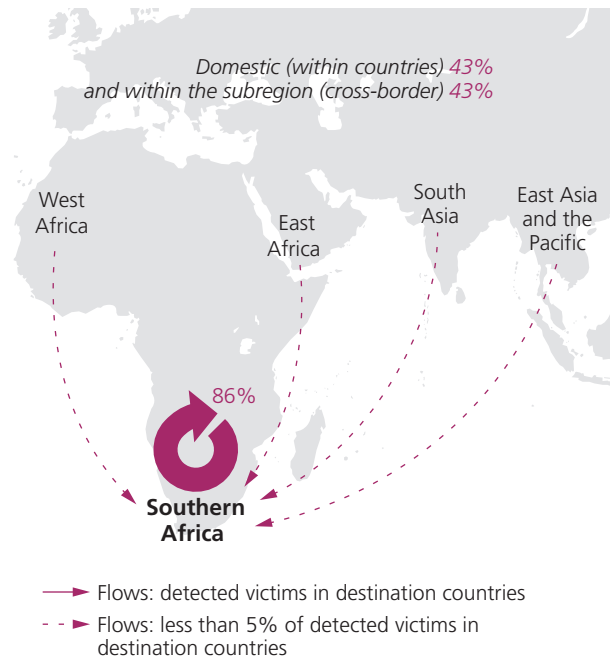 Domestic (within countries) 43%
and within the subregion (cross-border) 43%
West
Africa
East
Africa
South
Asia
East Asia
and the
Pacific
86%
Southern
Africa
Flows: detected victims in destination countries
Flows: less than 5% of detected victims in
destination countries